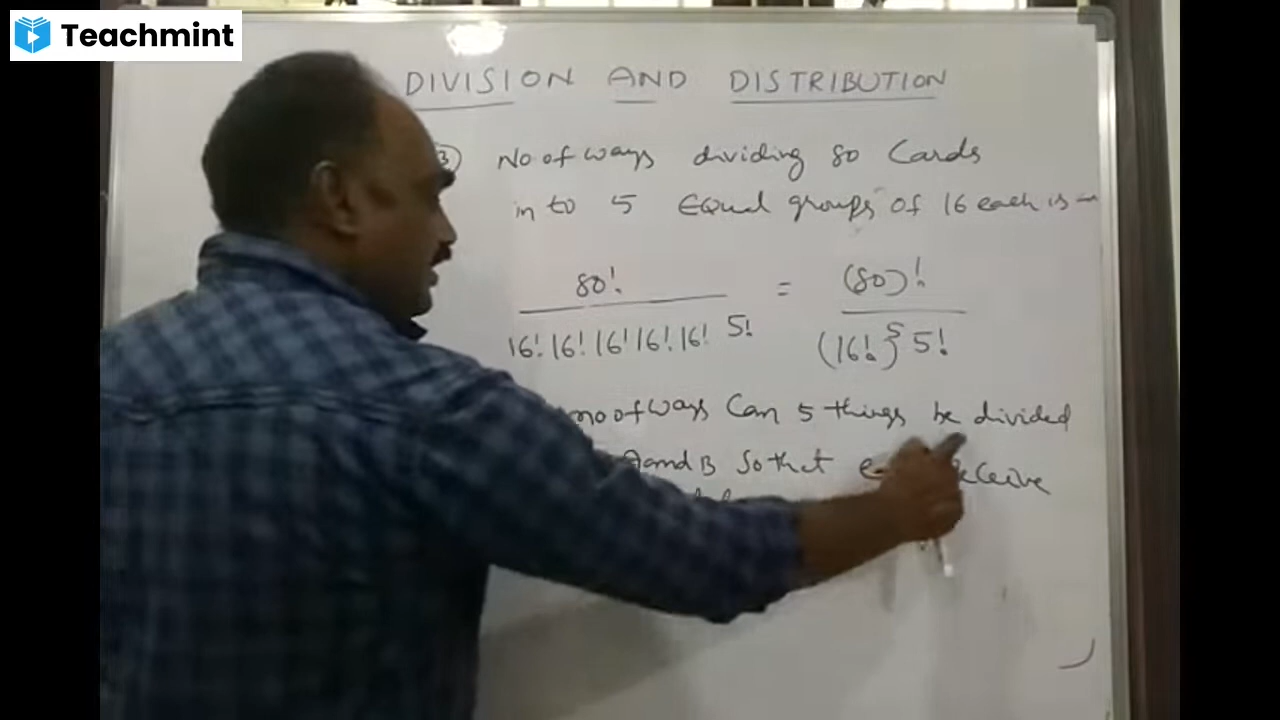 Teachmint
DIVISION AND DISTRIBUTION
3 No of ways dividing 80 Cards
in to 5 Equal groups of 16 each is -
80! / 16! 16! 16! 16! 16! 5! = (80)! / (16!)^5 5!
no of ways Can 5 things be divided
A and B So that receive